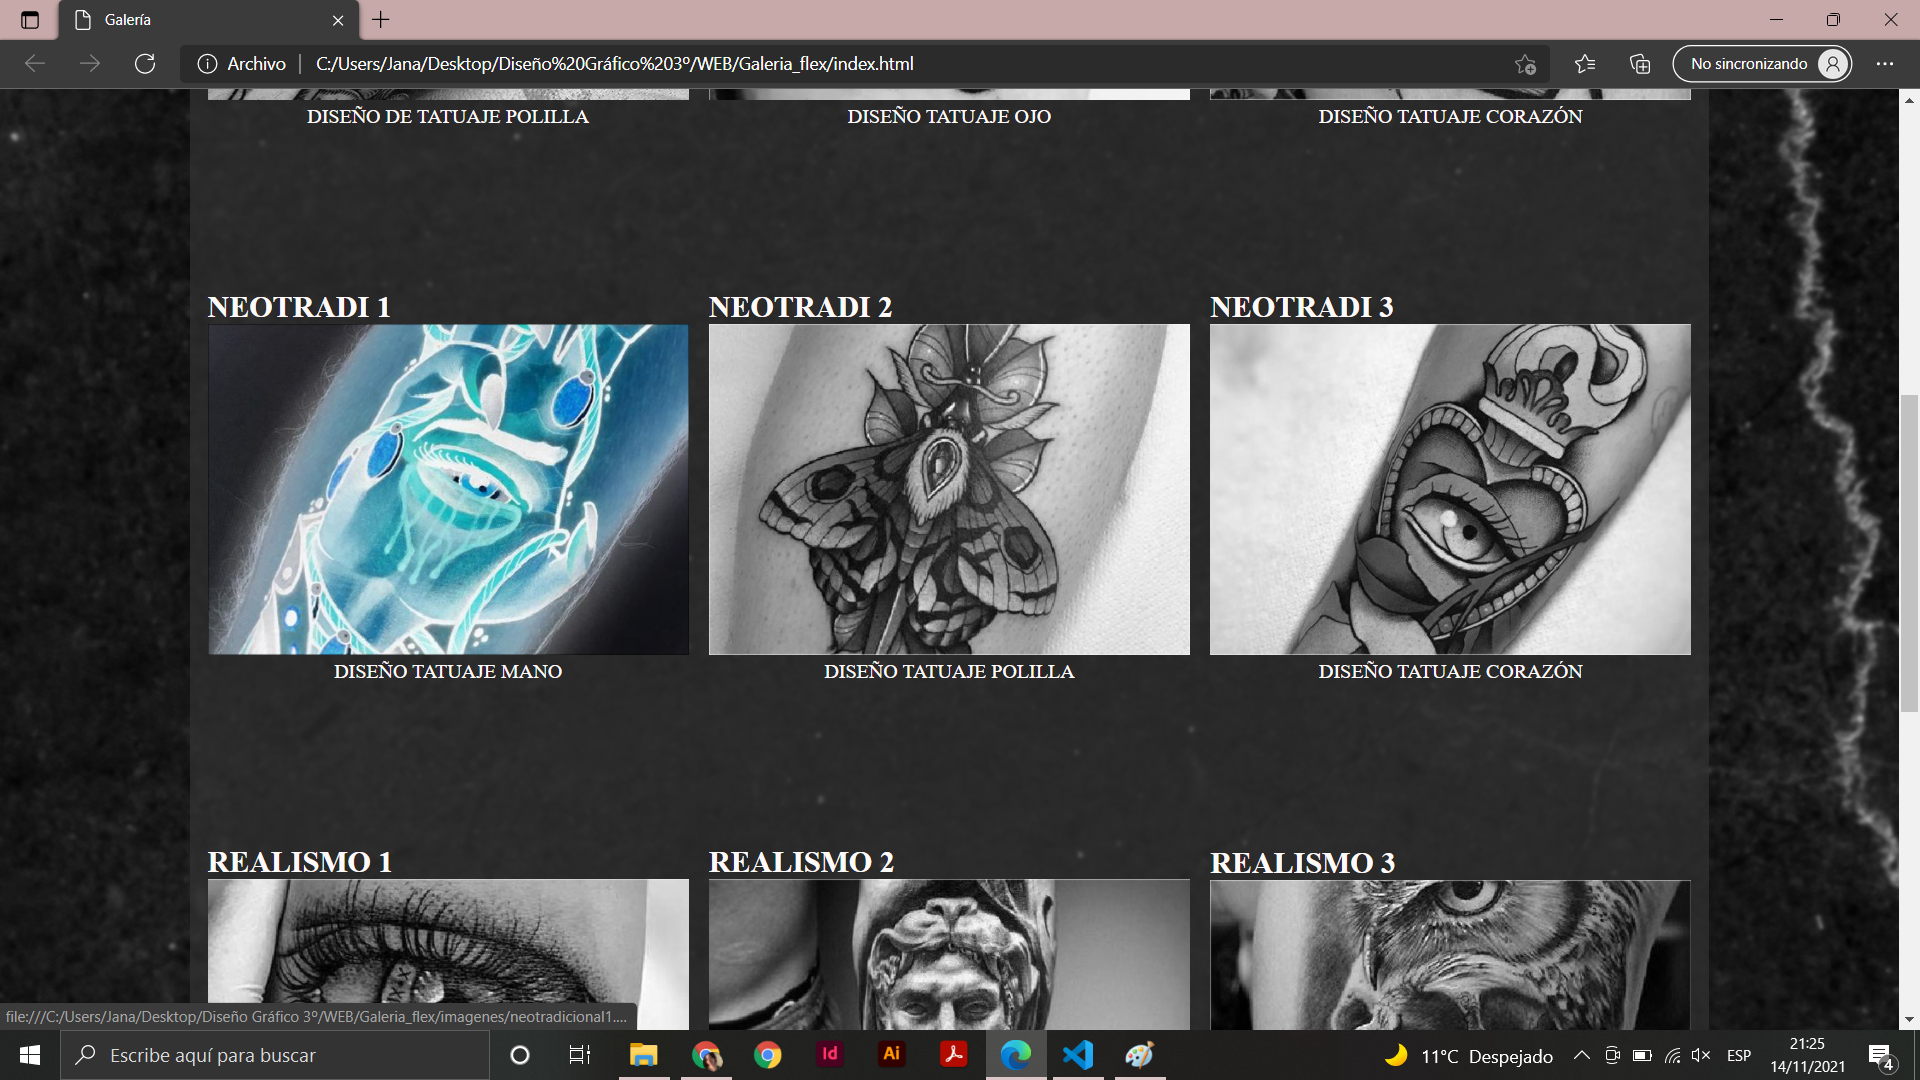 Galería
Archivo
C:/Users/Jana/Desktop/Diseño%20Gráfico%203º/WEB/Galeria_flex/index.html
No sincronizando
DISEÑO DE TATUAJE POLILLA
DISEÑO TATUAJE OJO
DISEÑO TATUAJE CORAZÓN
NEOTRADI 1
NEOTRADI 2
NEOTRADI 3
DISEÑO TATUAJE MANO
DISEÑO TATUAJE POLILLA
DISEÑO TATUAJE CORAZÓN
REALISMO 1
REALISMO 2
REALISMO 3
file:///C:/Users/Jana/Desktop/Diseño Gráfico 3º/WEB/Galeria_flex/imagenes/neotradicional1....
Escribe aquí para buscar
Id
Ai
11°C Despejado
ESP
21:25
14/11/2021
4